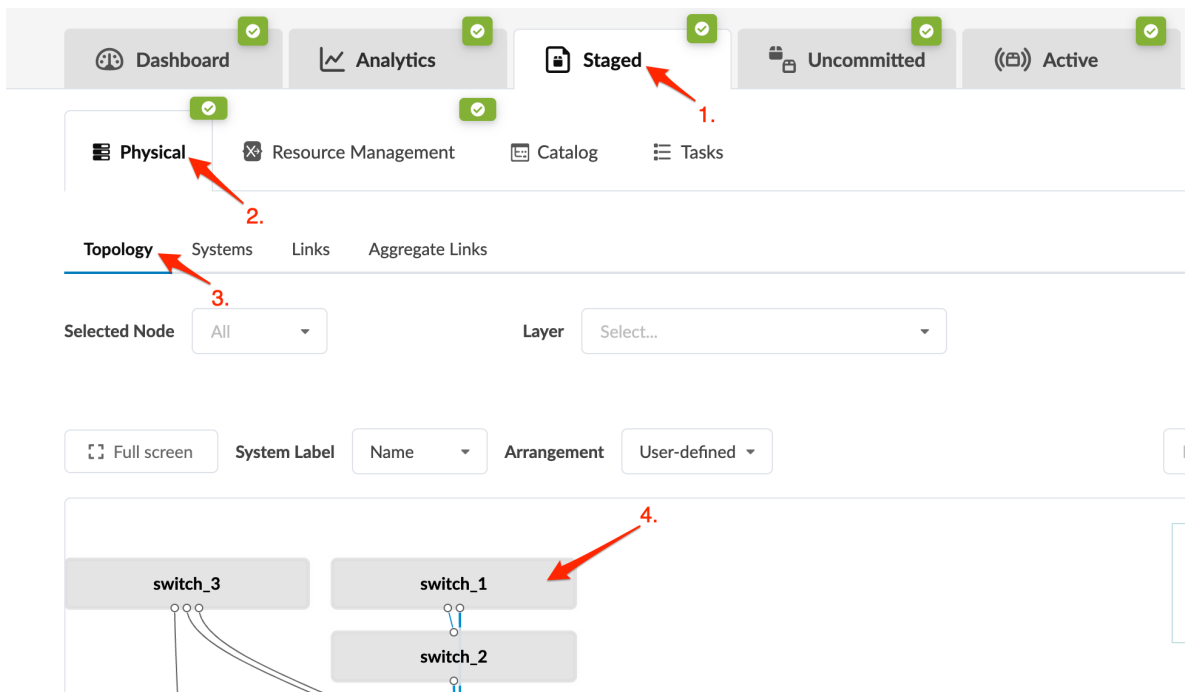 Dashboard Analytics Staged Uncommitted Active
1.
Physical Resource Management Catalog Tasks
2.
Topology Systems Links Aggregate Links
3.
Selected Node All Layer Select...
Full screen System Label Name Arrangement User-defined
4.
switch_3 switch_1
switch_2